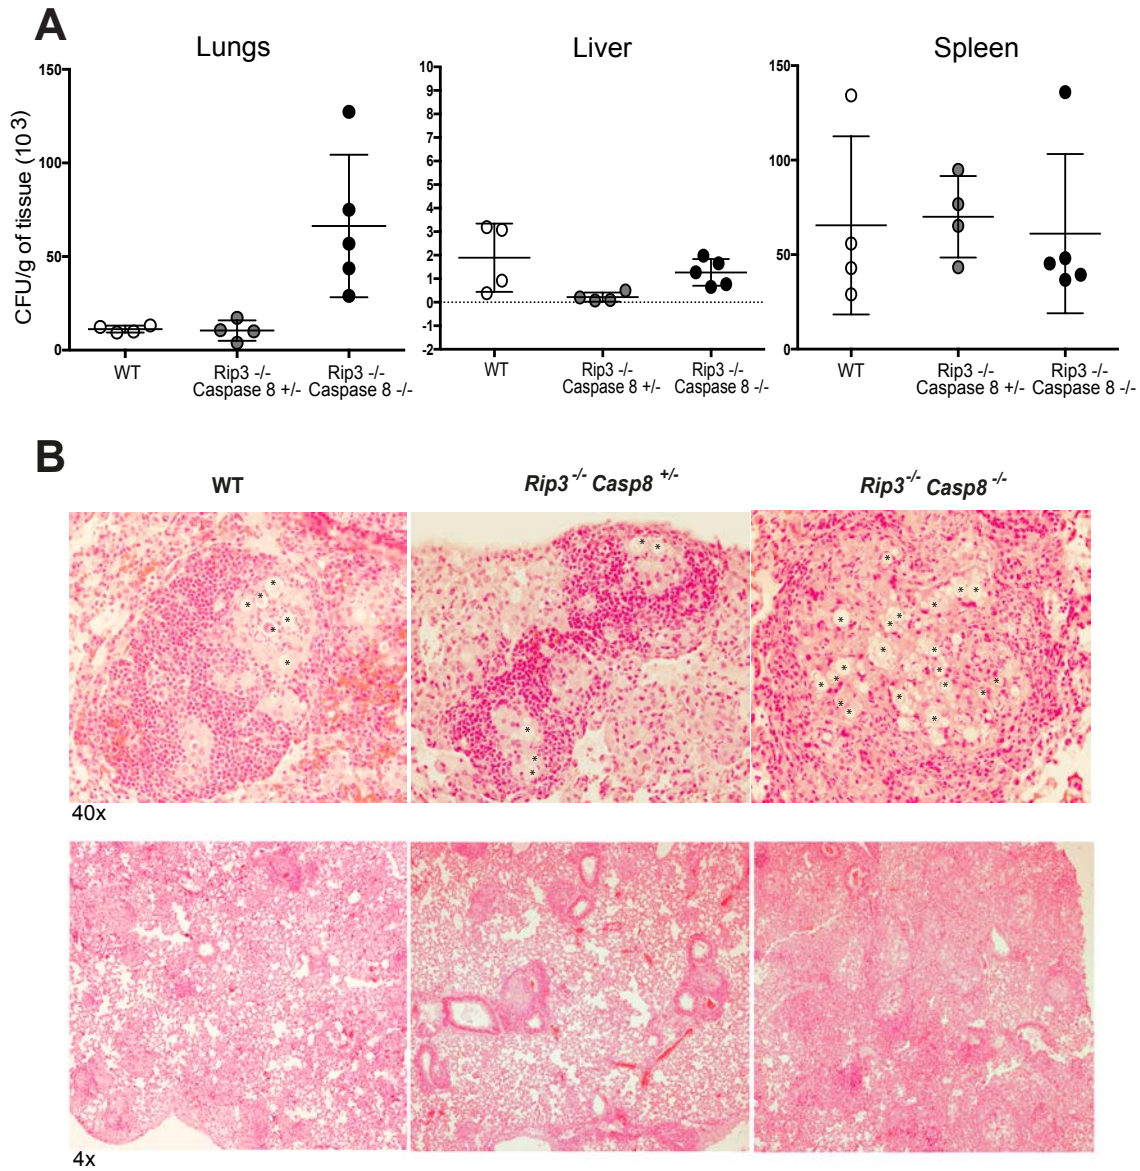 A
Lungs
Liver
Spleen
CFU/g of tissue (10 3)
150
100
50
0
WT
Rip3 -/-
Caspase 8 +/-
Rip3 -/-
Caspase 8 -/-
10
9
8
7
6
5
4
3
2
1
0
-1
-2
WT
Rip3 -/-
Caspase 8 +/-
Rip3 -/-
Caspase 8 -/-
150
100
50
0
WT
Rip3 -/-
Caspase 8 +/-
Rip3 -/-
Caspase 8 -/-
B
WT
Rip3 -/- Casp8 +/-
Rip3 -/- Casp8 -/-
40x
4x